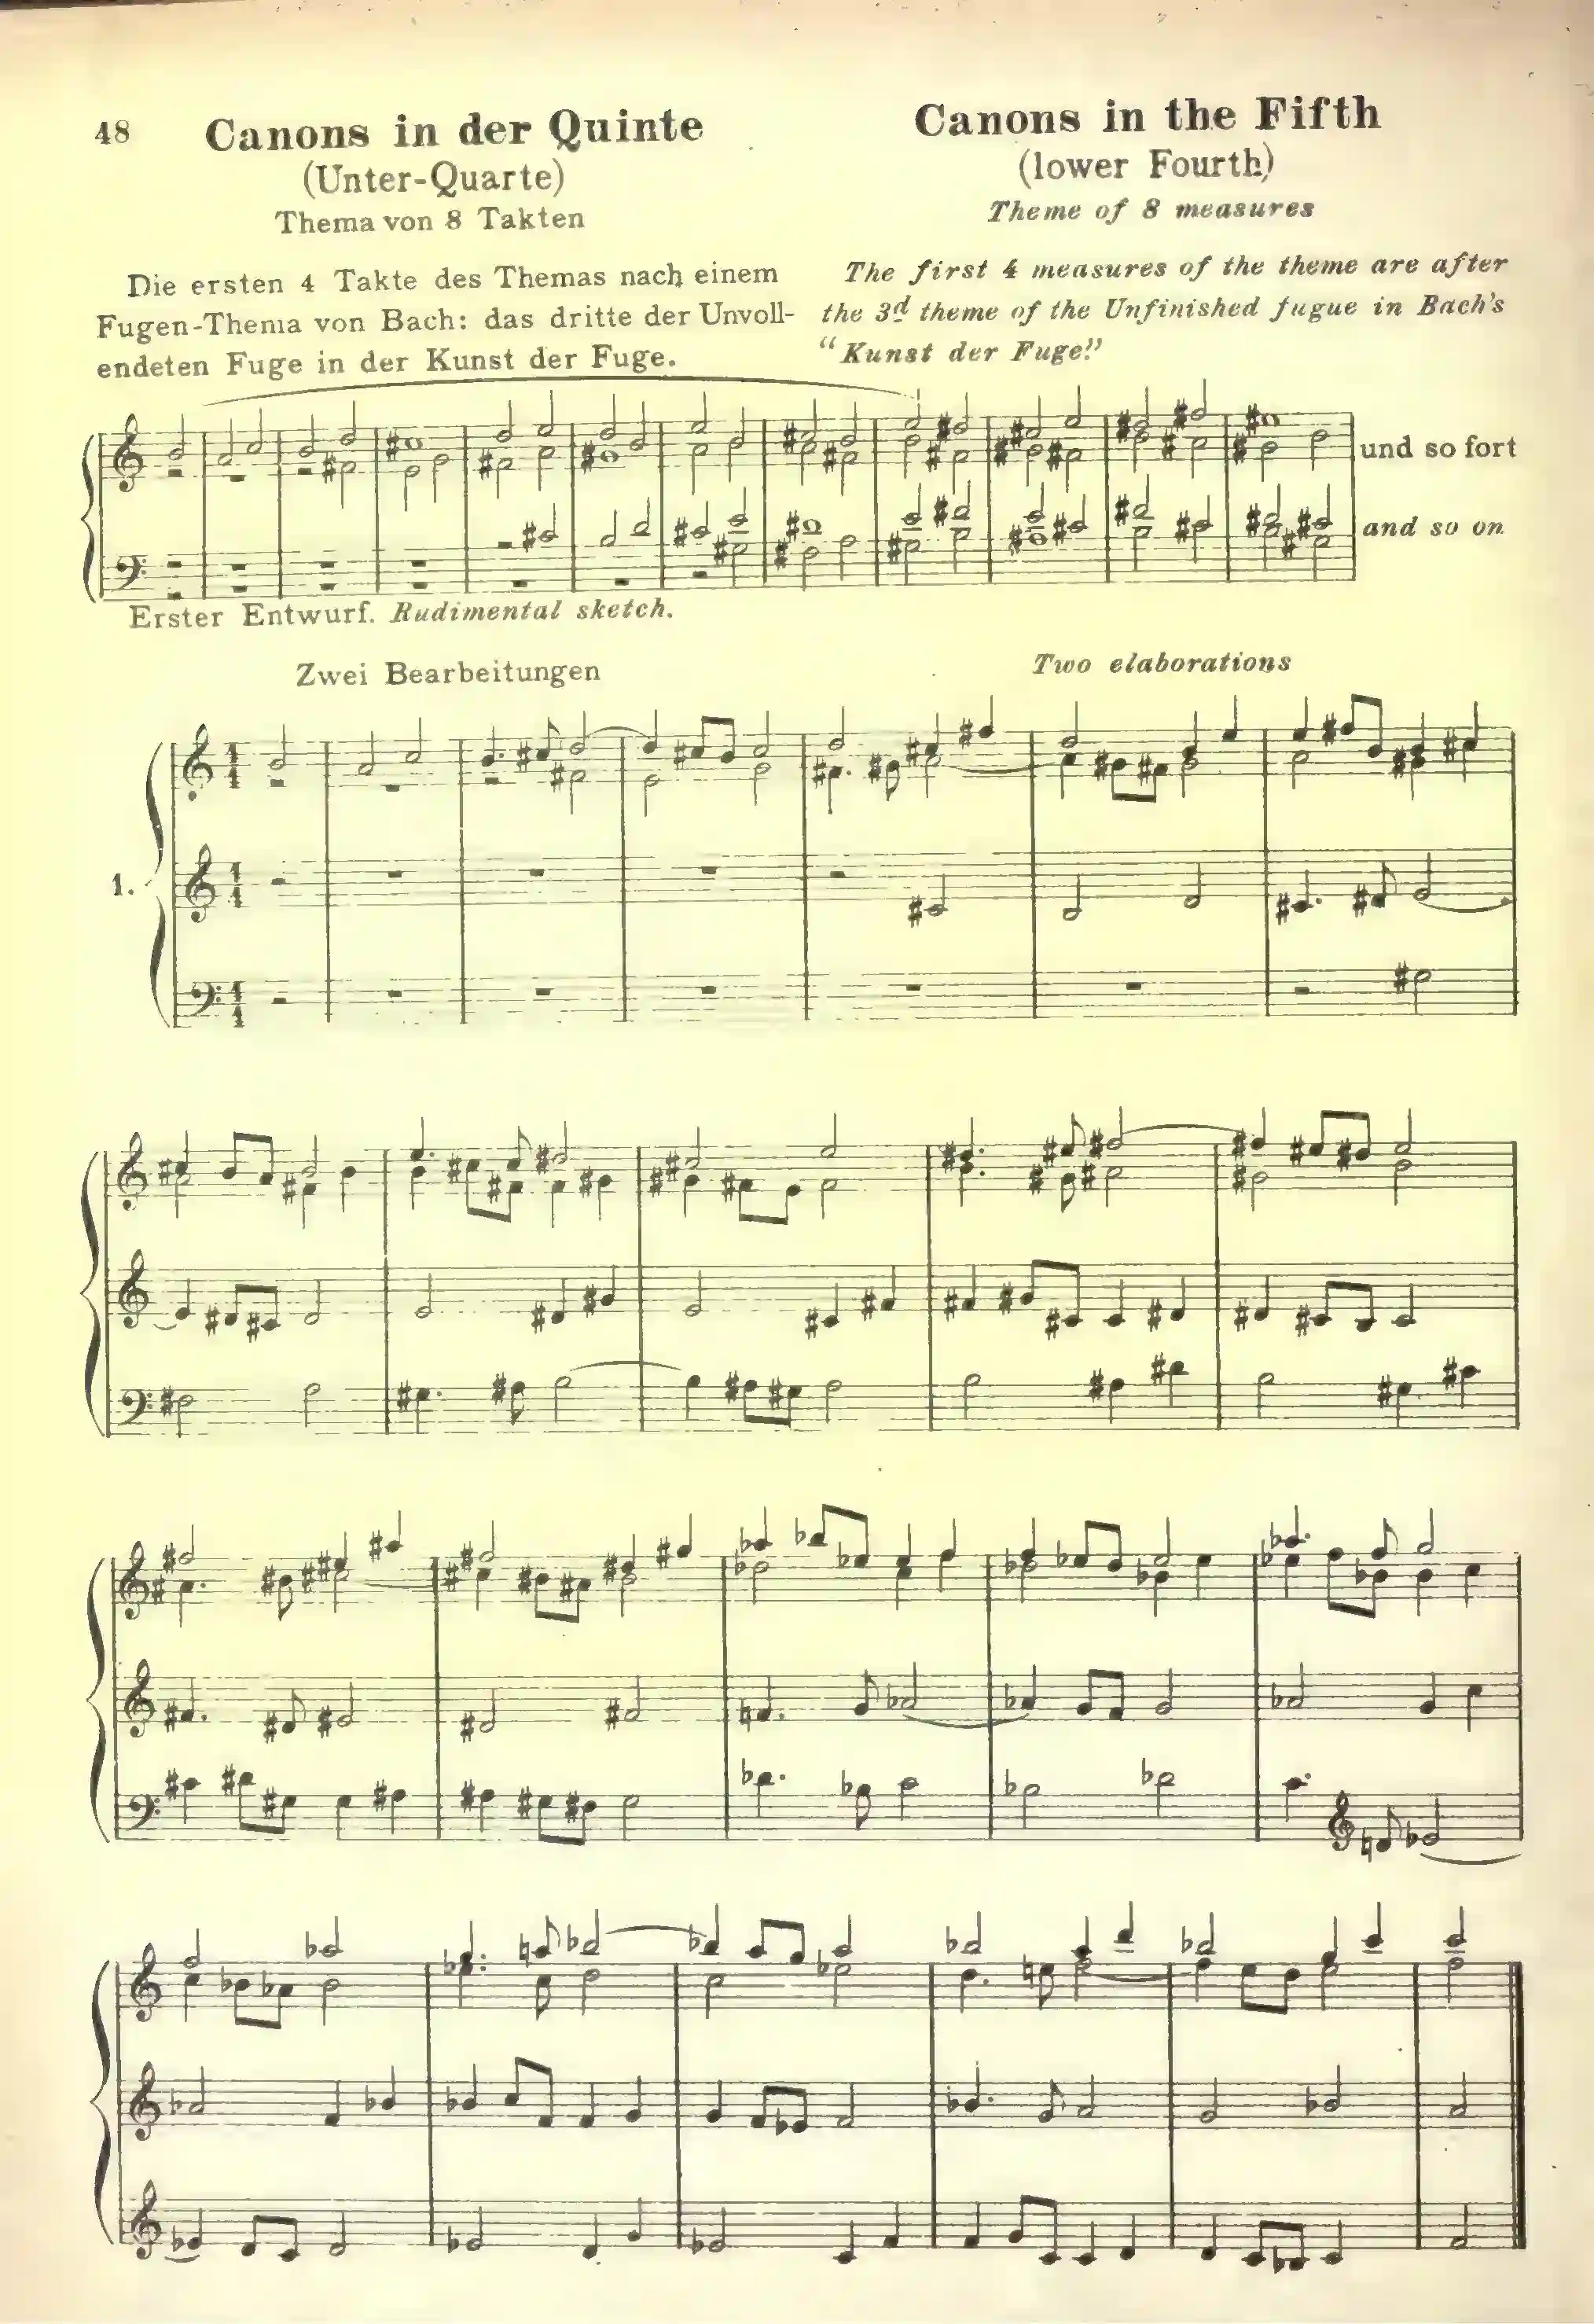 48
Canons in der Quinte
(Unter-Quarte)
Thema von 8 Takten
Die ersten 4 Takte des Themas nach einem
Fugen-Thema von Bach: das dritte der Unvoll-
endeten Fuge in der Kunst der Fuge.
Canons in the Fifth
(lower Fourth)
Theme of 8 measures
The first 4 measures of the theme are after
the 3d theme of the Unfinished fugue in Bach's
"Kunst der Fuge."
und so fort
and so on
Erster Entwurf. Rudimental sketch.
Zwei Bearbeitungen
Two elaborations
1.